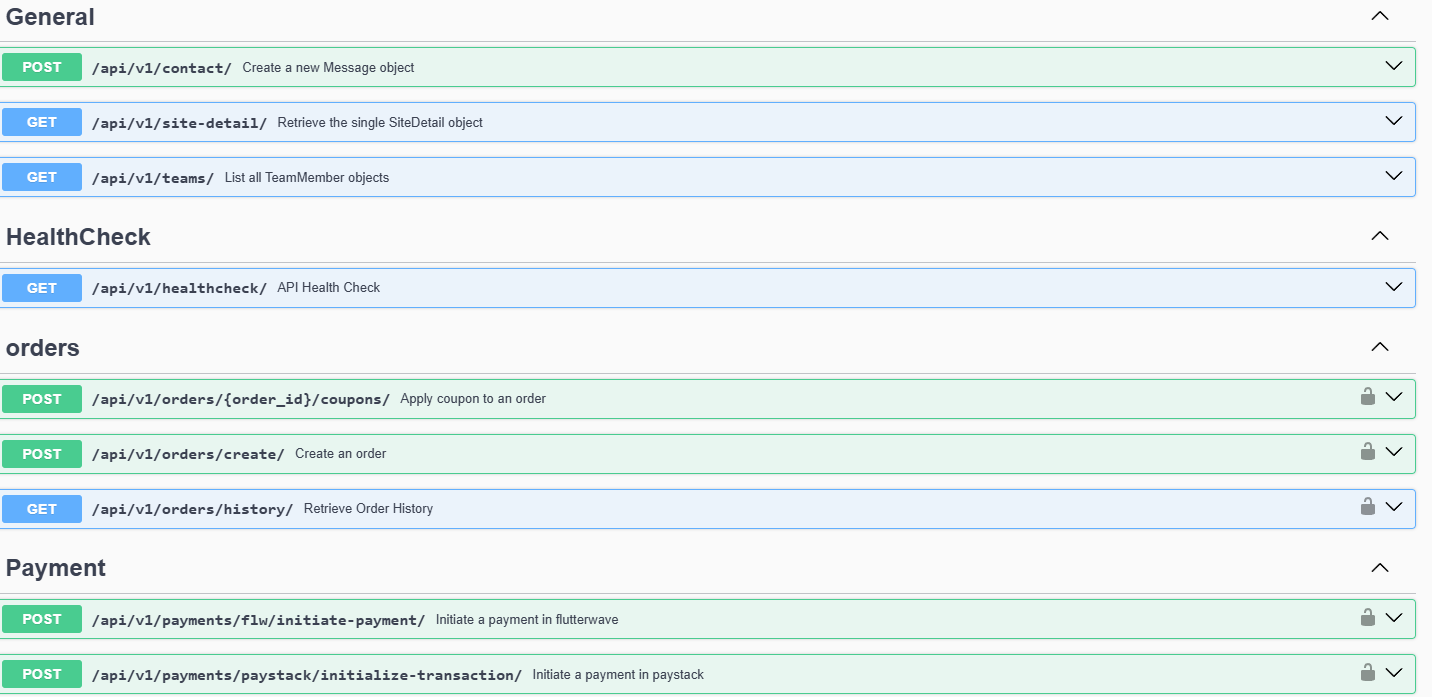 General
POST /api/v1/contact/ Create a new Message object
GET /api/v1/site-detail/ Retrieve the single SiteDetail object
GET /api/v1/teams/ List all TeamMember objects
HealthCheck
GET /api/v1/healthcheck/ API Health Check
orders
POST /api/v1/orders/{order_id}/coupons/ Apply coupon to an order
POST /api/v1/orders/create/ Create an order
GET /api/v1/orders/history/ Retrieve Order History
Payment
POST /api/v1/payments/flw/initiate-payment/ Initiate a payment in flutterwave
POST /api/v1/payments/paystack/initialize-transaction/ Initiate a payment in paystack